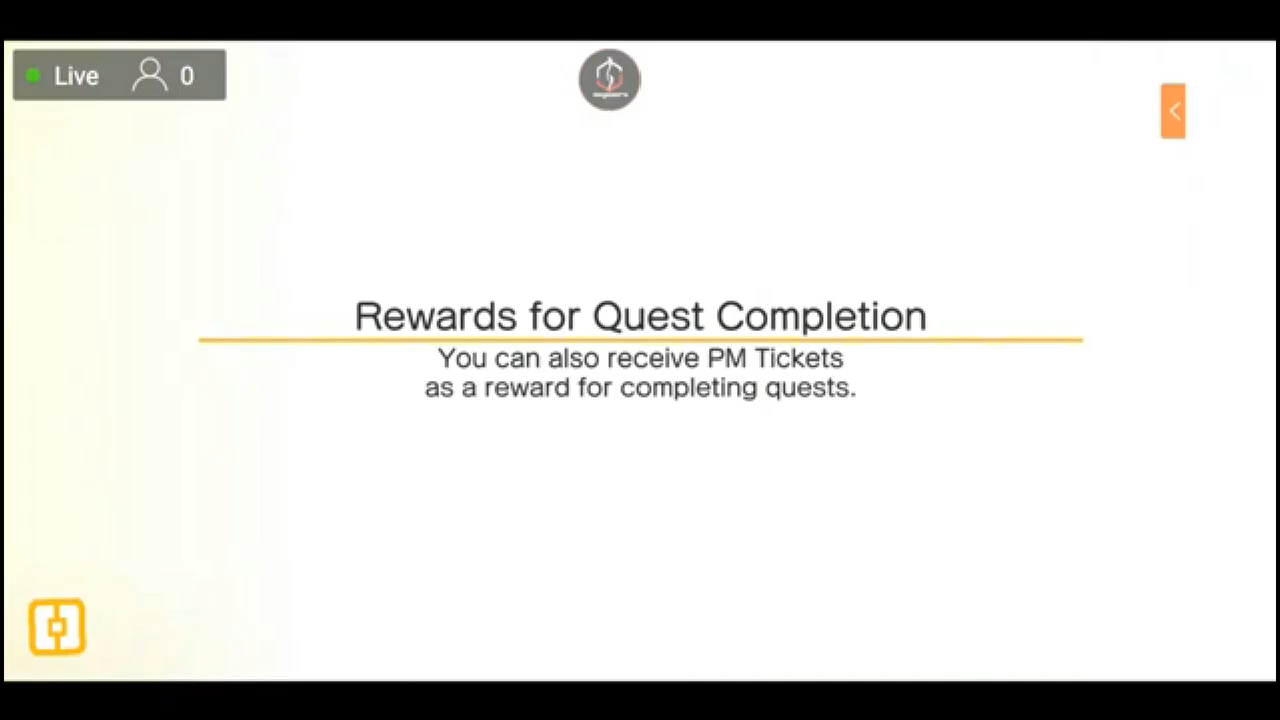 Live 0
Rewards for Quest Completion
You can also receive PM Tickets
as a reward for completing quests.